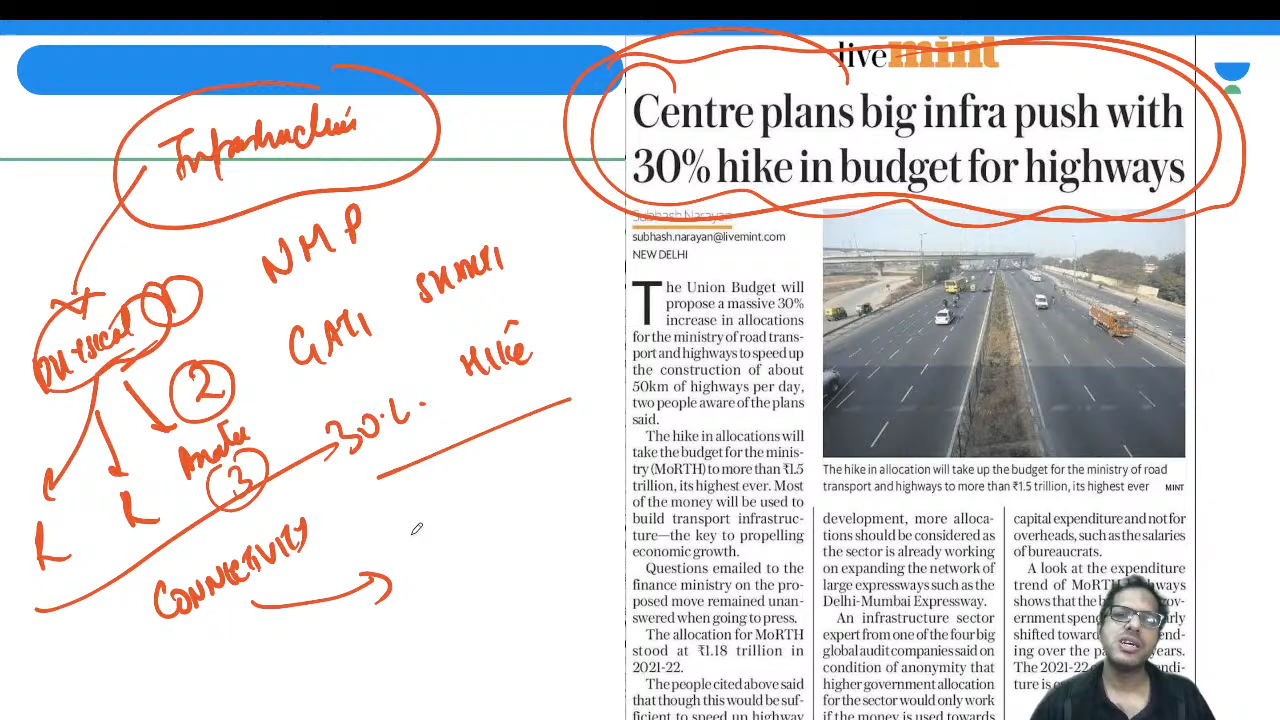 Infrastructure
NMP
GATI SHAKTI
Physical 1
2
3
R
R
30%
HIKE
CONNECTIVITY
livemint
Centre plans big infra push with
30% hike in budget for highways
Subhash Narayan
subhash.narayan@livemint.com
NEW DELHI
The Union Budget will
propose a massive 30%
increase in allocations
for the ministry of road trans-
port and highways to speed up
the construction of about
50km of highways per day,
two people aware of the plans
said.
The hike in allocations will
take the budget for the minis-
try (MoRTH) to more than ₹1.5
trillion, its highest ever. Most
of the money will be used to
build transport infrastruc-
ture—the key to propelling
economic growth.
Questions emailed to the
finance ministry on the pro-
posed move remained unan-
swered when going to press.
The allocation for MoRTH
stood at ₹1.18 trillion in
2021-22.
The people cited above said
that though this would be suf-
ficient to speed up highway
The hike in allocation will take up the budget for the ministry of road
transport and highways to more than ₹1.5 trillion, its highest ever MINT
development, more alloca-
tions should be considered as
the sector is already working
on expanding the network of
large expressways such as the
Delhi-Mumbai Expressway.
An infrastructure sector
expert from one of the four big
global audit companies said on
condition of anonymity that
higher government allocation
for the sector would only work
if the money is used towards
capital expenditure and not for
overheads, such as the salaries
of bureaucrats.
A look at the expenditure
trend of MoRTH highways
shows that the
ernment spen
shifted toward
ing over the
The 2021-22
ture is